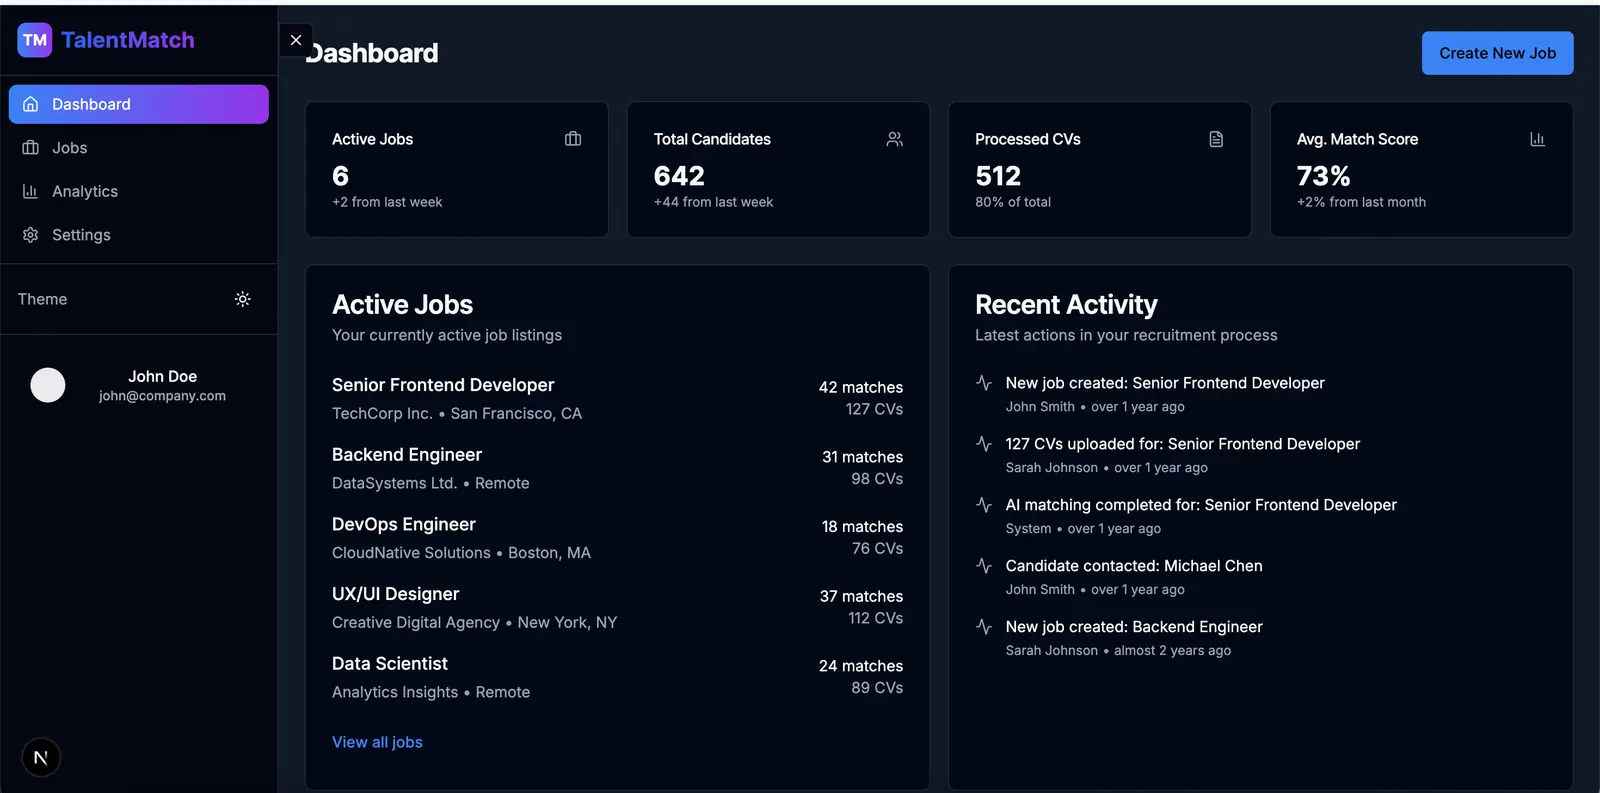 TM TalentMatch
Dashboard
Jobs
Analytics
Settings
Theme
John Doe
john@company.com
N
Dashboard
Create New Job
Active Jobs
6
+2 from last week
Total Candidates
642
+44 from last week
Processed CVs
512
80% of total
Avg. Match Score
73%
+2% from last month
Active Jobs
Your currently active job listings
Senior Frontend Developer
42 matches
TechCorp Inc. • San Francisco, CA
127 CVs
Backend Engineer
31 matches
DataSystems Ltd. • Remote
98 CVs
DevOps Engineer
18 matches
CloudNative Solutions • Boston, MA
76 CVs
UX/UI Designer
37 matches
Creative Digital Agency • New York, NY
112 CVs
Data Scientist
24 matches
Analytics Insights • Remote
89 CVs
View all jobs
Recent Activity
Latest actions in your recruitment process
New job created: Senior Frontend Developer
John Smith • over 1 year ago
127 CVs uploaded for: Senior Frontend Developer
Sarah Johnson • over 1 year ago
AI matching completed for: Senior Frontend Developer
System • over 1 year ago
Candidate contacted: Michael Chen
John Smith • over 1 year ago
New job created: Backend Engineer
Sarah Johnson • almost 2 years ago